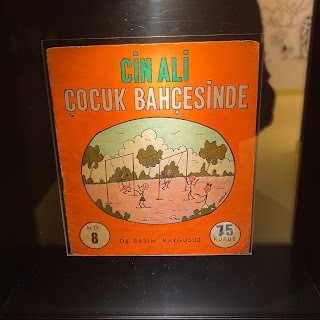 CİN ALİ
ÇOCUK BAHÇESİNDE
NO:
8
Öğ. RASİM KAYGUSUZ
75
KURUŞ